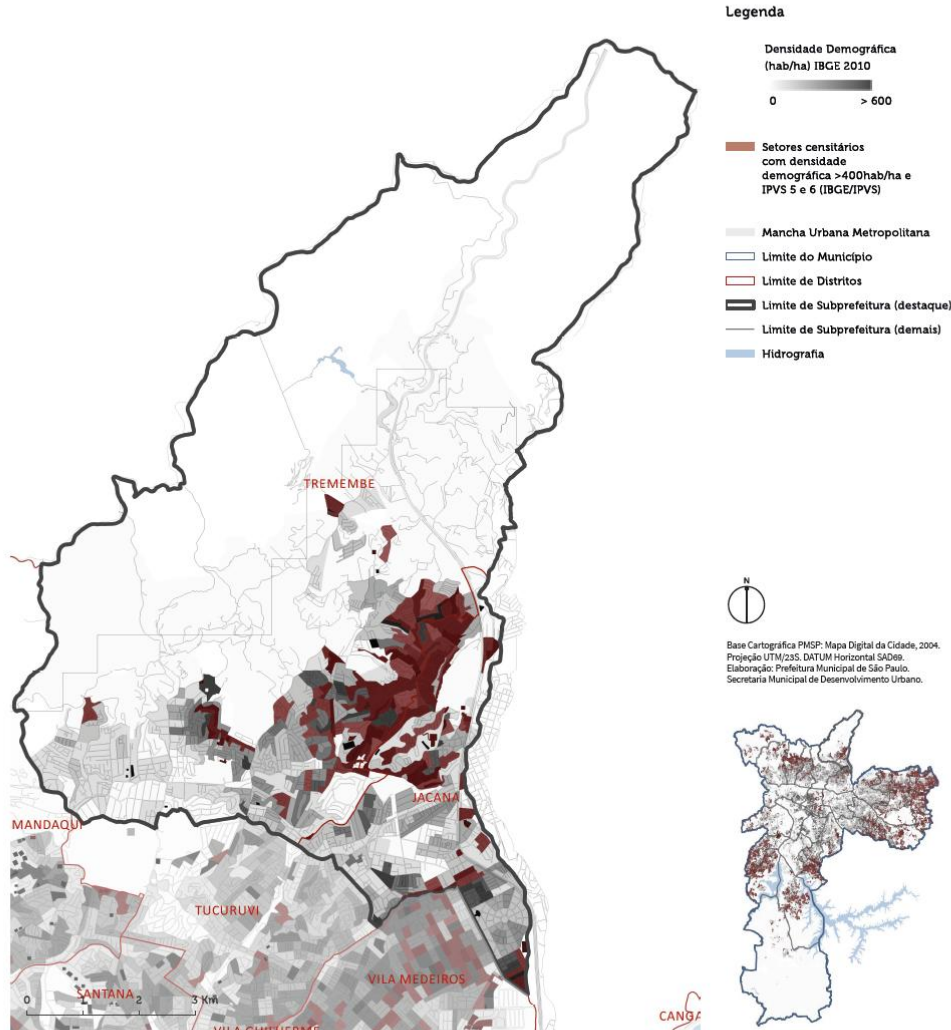 Legenda
Densidade Demográfica
(hab/ha) IBGE 2010
0 > 600
Setores censitários
com densidade
demográfica >400hab/ha e
IPVS 5 e 6 (IBGE/IPVS)
Mancha Urbana Metropolitana
Limite do Município
Limite de Distritos
Limite de Subprefeitura (destaque)
Limite de Subprefeitura (demais)
Hidrografia
TREMEMBE
N
Base Cartográfica PMSP: Mapa Digital da Cidade, 2004.
Projeção UTM/23S. DATUM Horizontal SAD69.
Elaboração: Prefeitura Municipal de São Paulo.
Secretaria Municipal de Desenvolvimento Urbano.
JACANA
MANDAQUI
TUCURUVI
VILA MEDEIROS
SANTANA
0 1 2 3 Km
CANGA
VILA GUILHERME